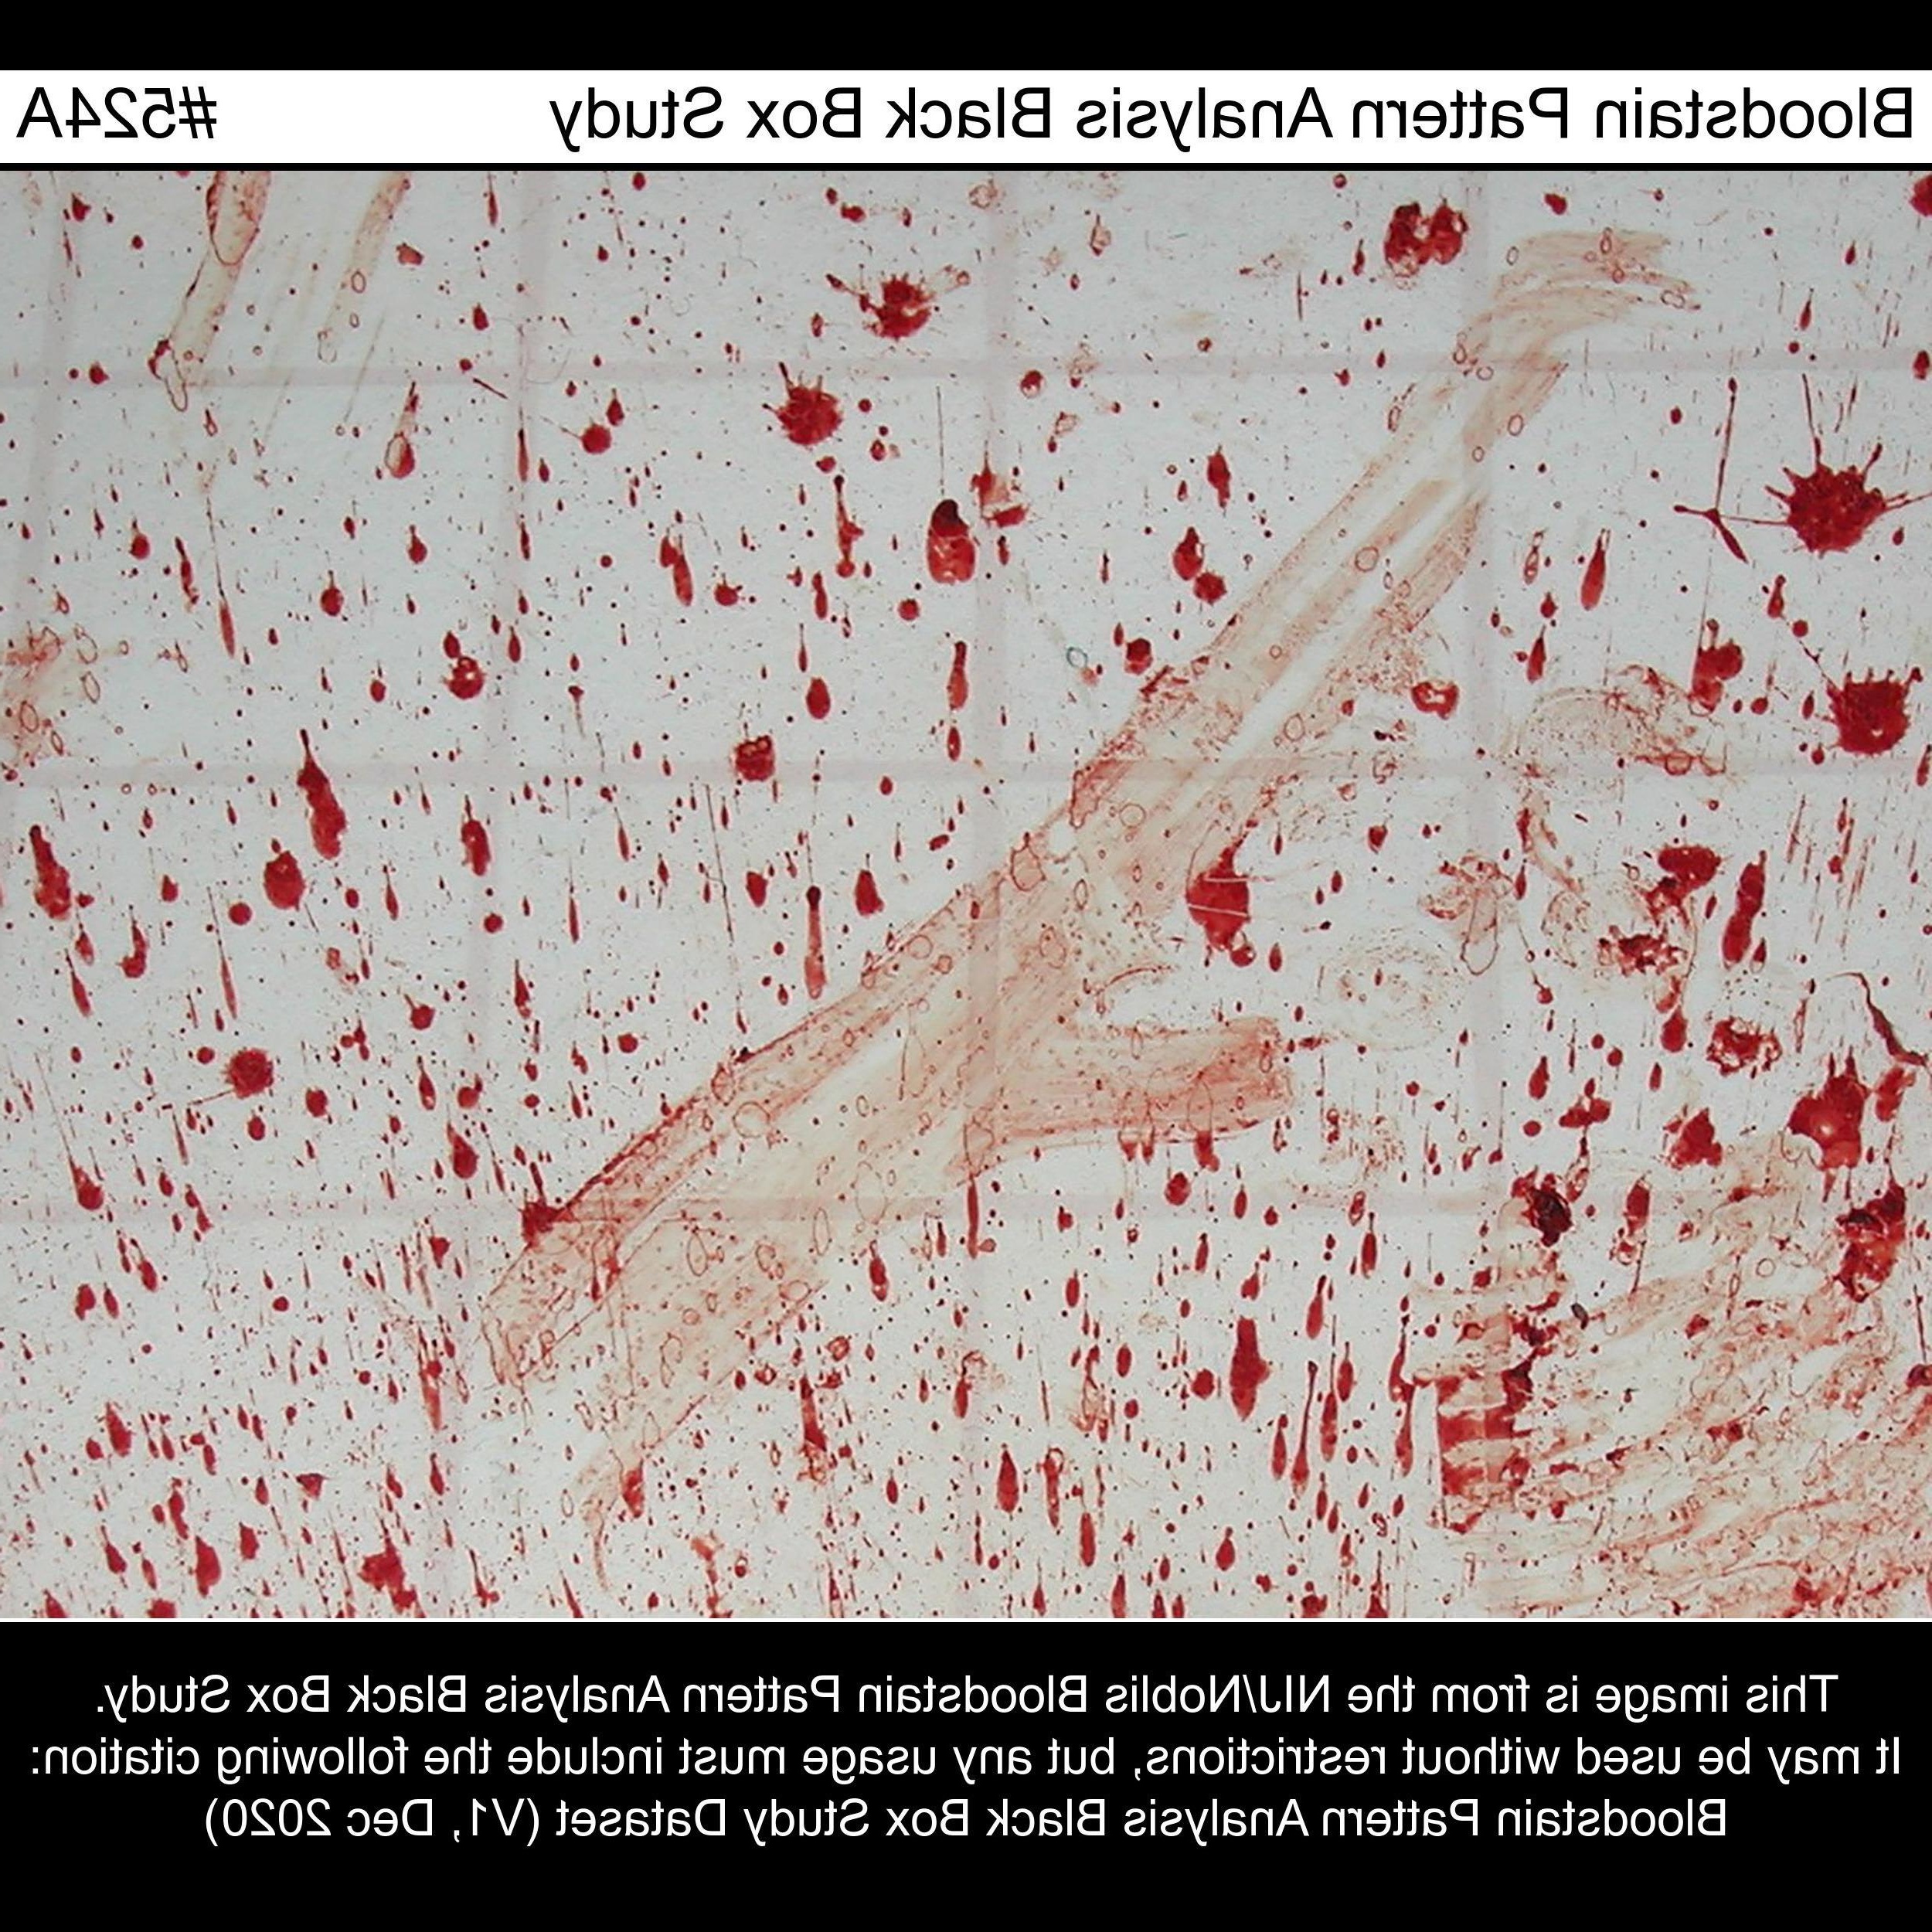 Bloodstain Pattern Analysis Black Box Study #524A
This image is from the NIJ/Noblis Bloodstain Pattern Analysis Black Box Study.
It may be used without restrictions, but any usage must include the following citation:
Bloodstain Pattern Analysis Black Box Study Dataset (V1, Dec 2020)